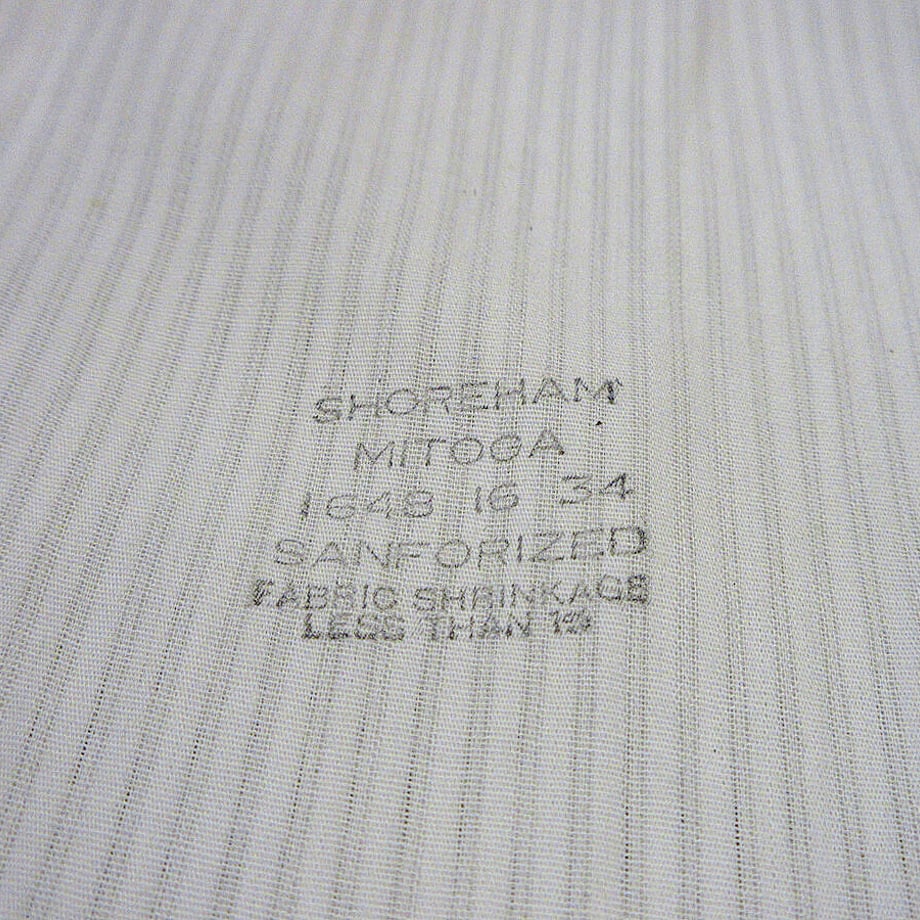 SHOREHAM
MITOGA
1648 16 34
SANFORIZED
FABRIC SHRINKAGE
LESS THAN 1%